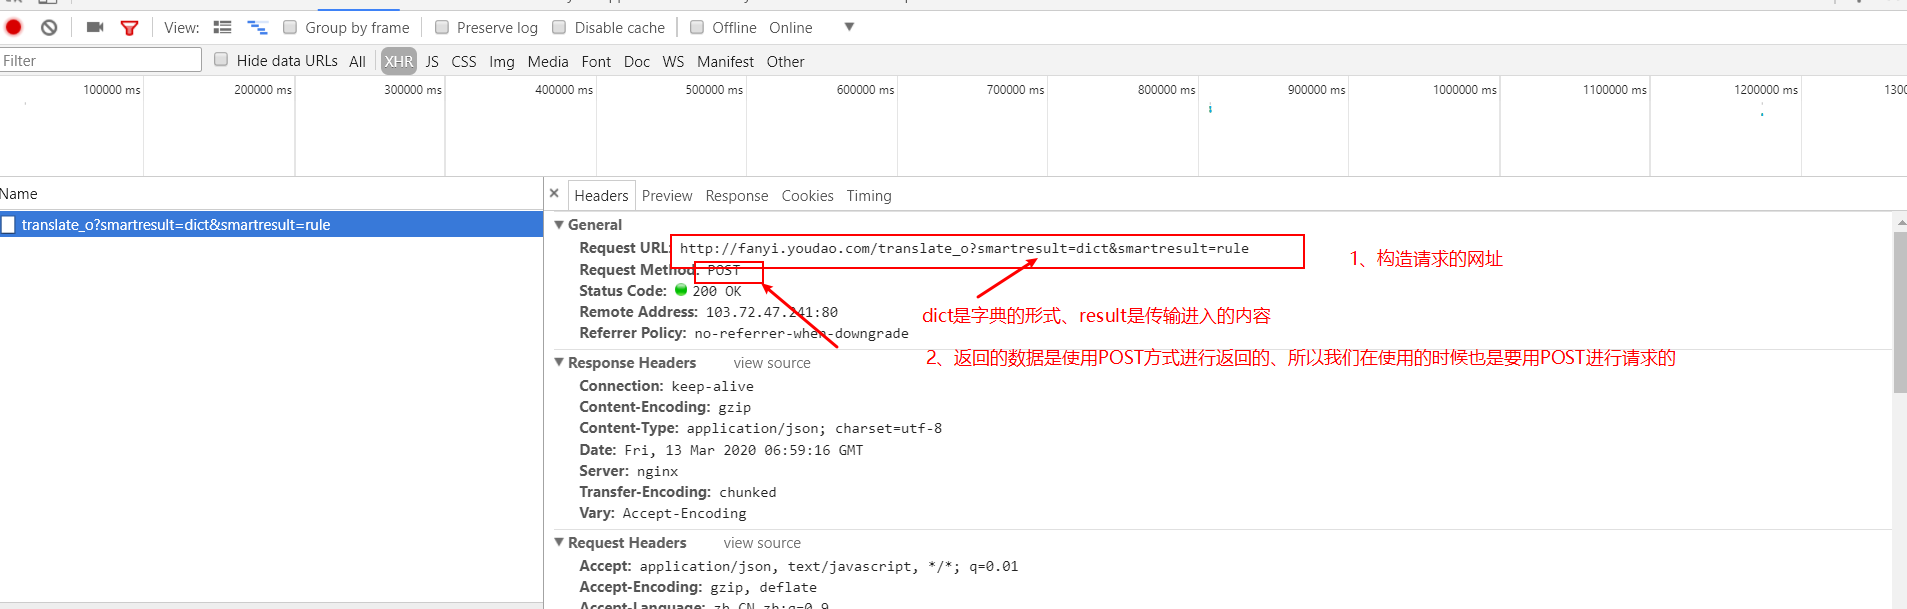 View: Group by frame Preserve log Disable cache Offline Online
Filter Hide data URLs All XHR JS CSS Img Media Font Doc WS Manifest Other
100000 ms 200000 ms 300000 ms 400000 ms 500000 ms 600000 ms 700000 ms 800000 ms 900000 ms 1000000 ms 1100000 ms 1200000 ms 1300
Name
translate_o?smartresult=dict&smartresult=rule
× Headers Preview Response Cookies Timing
General
Request URL: http://fanyi.youdao.com/translate_o?smartresult=dict&smartresult=rule
1、构造请求的网址
Request Method: POST
Status Code: 200 OK
Remote Address: 103.72.47.241:80
dict是字典的形式、result是传输进入的内容
Referrer Policy: no-referrer-when-downgrade
2、返回的数据是使用POST方式进行返回的、所以我们在使用的时候也是要用POST进行请求的
Response Headers view source
Connection: keep-alive
Content-Encoding: gzip
Content-Type: application/json; charset=utf-8
Date: Fri, 13 Mar 2020 06:59:16 GMT
Server: nginx
Transfer-Encoding: chunked
Vary: Accept-Encoding
Request Headers view source
Accept: application/json, text/javascript, */*; q=0.01
Accept-Encoding: gzip, deflate
Accept-Language: zh-CN,zh;q=0.9